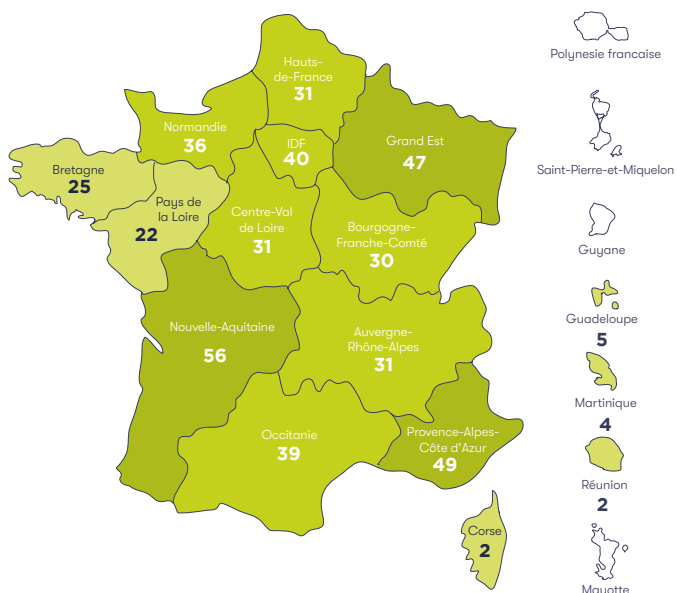 Hauts-
de-France
31
Normandie
36
IDF
40
Grand Est
47
Bretagne
25
Pays de
la Loire
22
Centre-Val
de Loire
31
Bourgogne-
Franche-Comté
30
Nouvelle-Aquitaine
56
Auvergne-
Rhône-Alpes
31
Occitanie
39
Provence-Alpes-
Côte d'Azur
49
Corse
2
Polynesie francaise
Saint-Pierre-et-Miquelon
Guyane
Guadeloupe
5
Martinique
4
Réunion
2
Mayotte